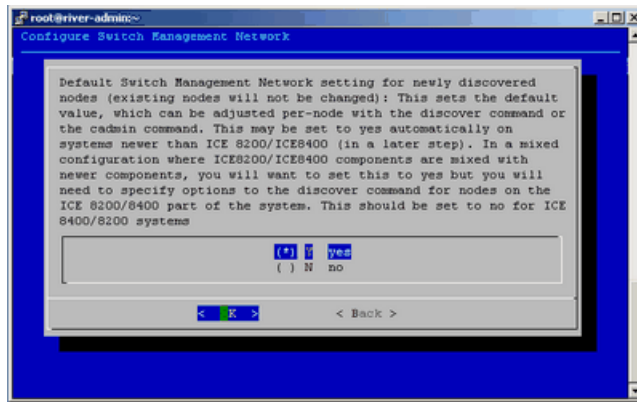 root@river-admin:~
Configure Switch Management Network
Default Switch Management Network setting for newly discovered
nodes (existing nodes will not be changed): This sets the default
value, which can be adjusted per-node with the discover command or
the cadmin command. This may be set to yes automatically on
systems newer than ICE 8200/ICE8400 (in a later step). In a mixed
configuration where ICE8200/ICE8400 components are mixed with
newer components, you will want to set this to yes but you will
need to specify options to the discover command for nodes on the
ICE 8200/8400 part of the system. This should be set to no for ICE
8400/8200 systems
(*) Y yes
( ) N no
< OK > < Back >